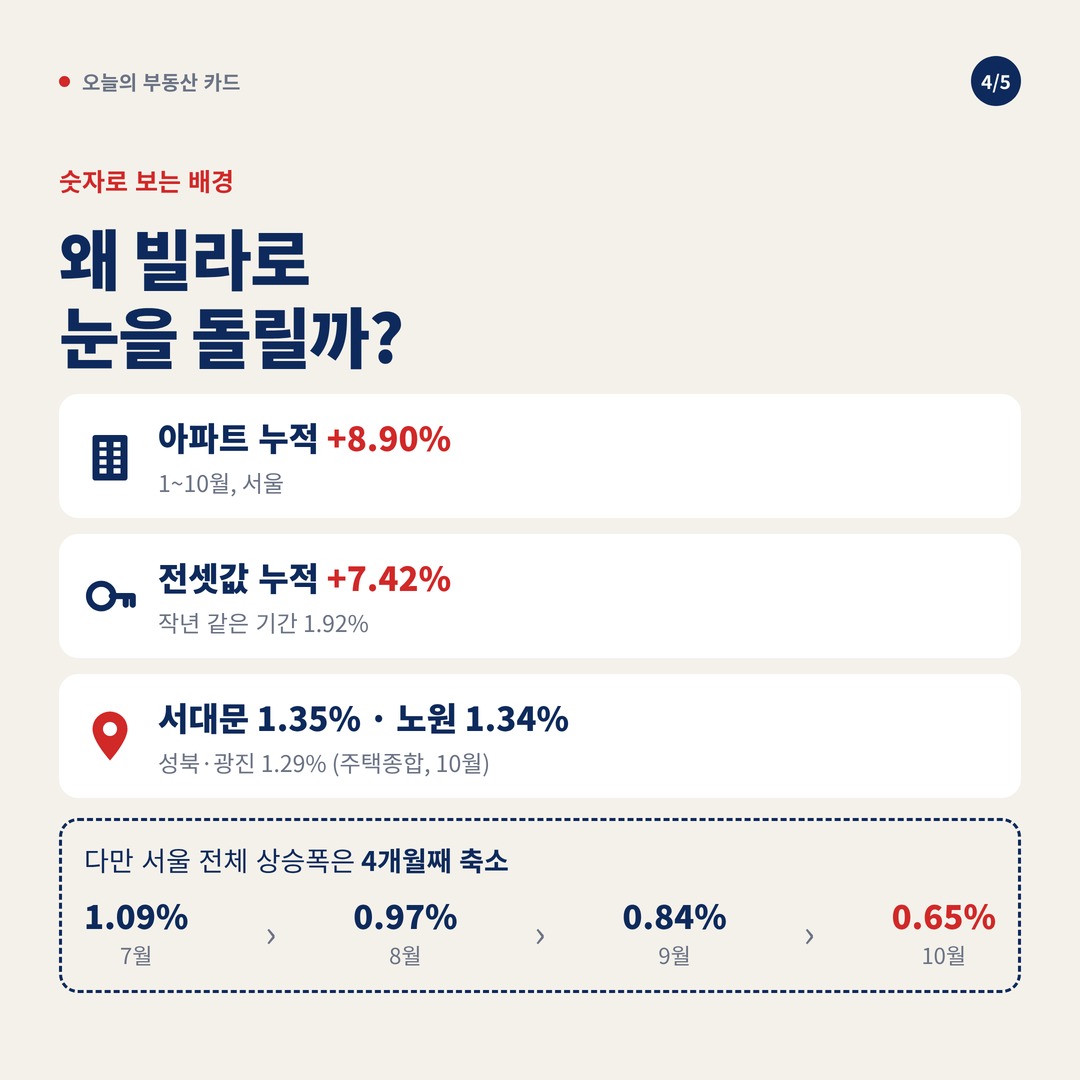 오늘의 부동산 카드
4/5
숫자로 보는 배경
왜 빌라로
눈을 돌릴까?
아파트 누적 +8.90%
1~10월, 서울
전셋값 누적 +7.42%
작년 같은 기간 1.92%
서대문 1.35% · 노원 1.34%
성북·광진 1.29% (주택종합, 10월)
다만 서울 전체 상승폭은 4개월째 축소
1.09% › 0.97% › 0.84% › 0.65%
7월 8월 9월 10월